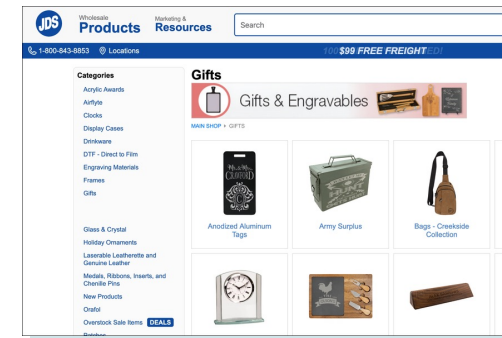 JDS
Wholesale
Products
Marketing &
Resources
Search
1-800-843-8853
Locations
$99 FREE FREIGHT
Categories
Acrylic Awards
Airflyte
Clocks
Display Cases
Drinkware
DTF - Direct to Film
Engraving Materials
Frames
Gifts
Glass & Crystal
Holiday Ornaments
Laserable Leatherette and
Genuine Leather
Medals, Ribbons, Inserts, and
Chenille Pins
New Products
Orafol
Overstock Sale Items DEALS
Gifts
Gifts & Engravables
MAIN SHOP
GIFTS
Anodized Aluminum
Tags
Army Surplus
Bags - Creekside
Collection